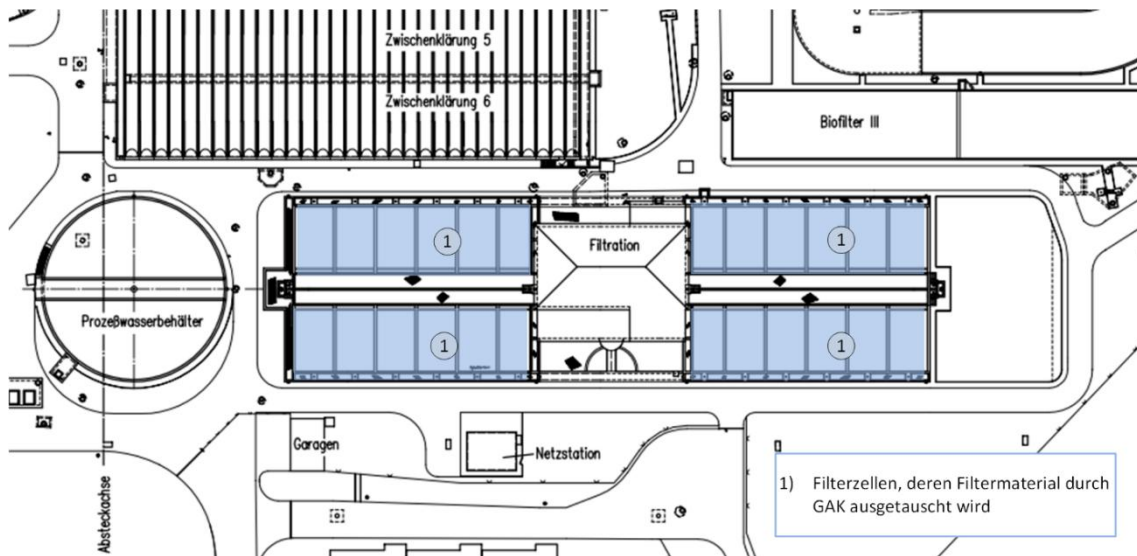 Zwischenklärung 5
Zwischenklärung 6
Biofilter III
1
1
Filtration
Prozeßwasserbehälter
1
1
Garagen
Netzstation
Absteckachse
1) Filterzellen, deren Filtermaterial durch
GAK ausgetauscht wird